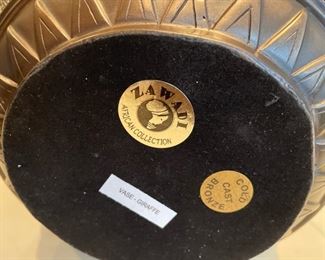 ZAWADI
AFRICAN COLLECTION
VASE - GIRAFFE
COLD
CAST
BRONZE